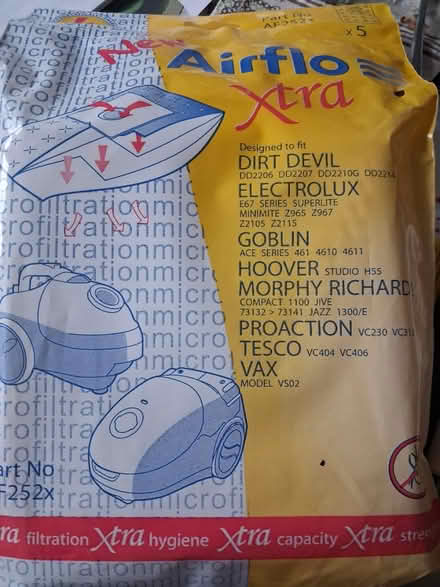 Part No
AF252x
x5
New
Airflo
Xtra
Designed to fit
DIRT DEVIL
DD2206 DD2207 DD2210G
ELECTROLUX
E67 SERIES SUPERLITE
MINIMITE Z965 Z967
Z2105 Z2115
GOBLIN
ACE SERIES 461 4610 4611
HOOVER STUDIO H55
MORPHY RICHARD
COMPACT 1100 JIVE
73132 > 73141 JAZZ 1300/E
PROACTION VC230
TESCO VC404 VC406
VAX
MODEL VS02
art No
F252x
ra filtration Xtra hygiene Xtra capacity Xtra stre